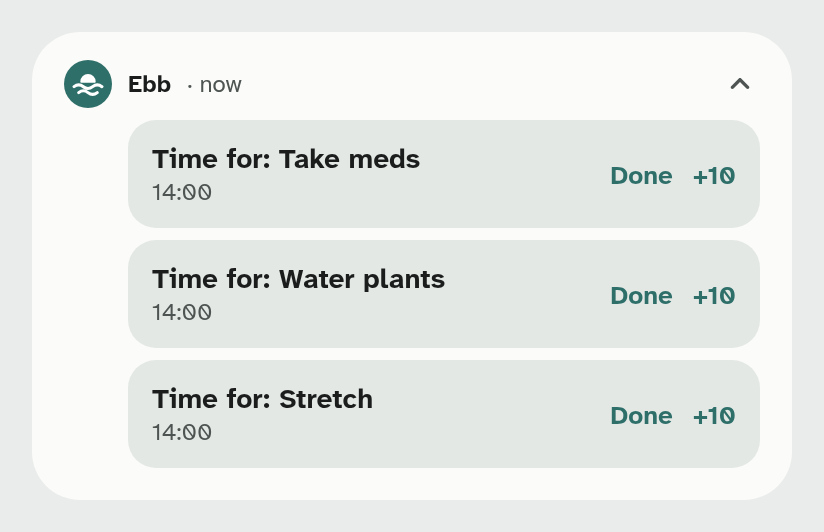 Ebb · now
Time for: Take meds
14:00
Done +10
Time for: Water plants
14:00
Done +10
Time for: Stretch
14:00
Done +10